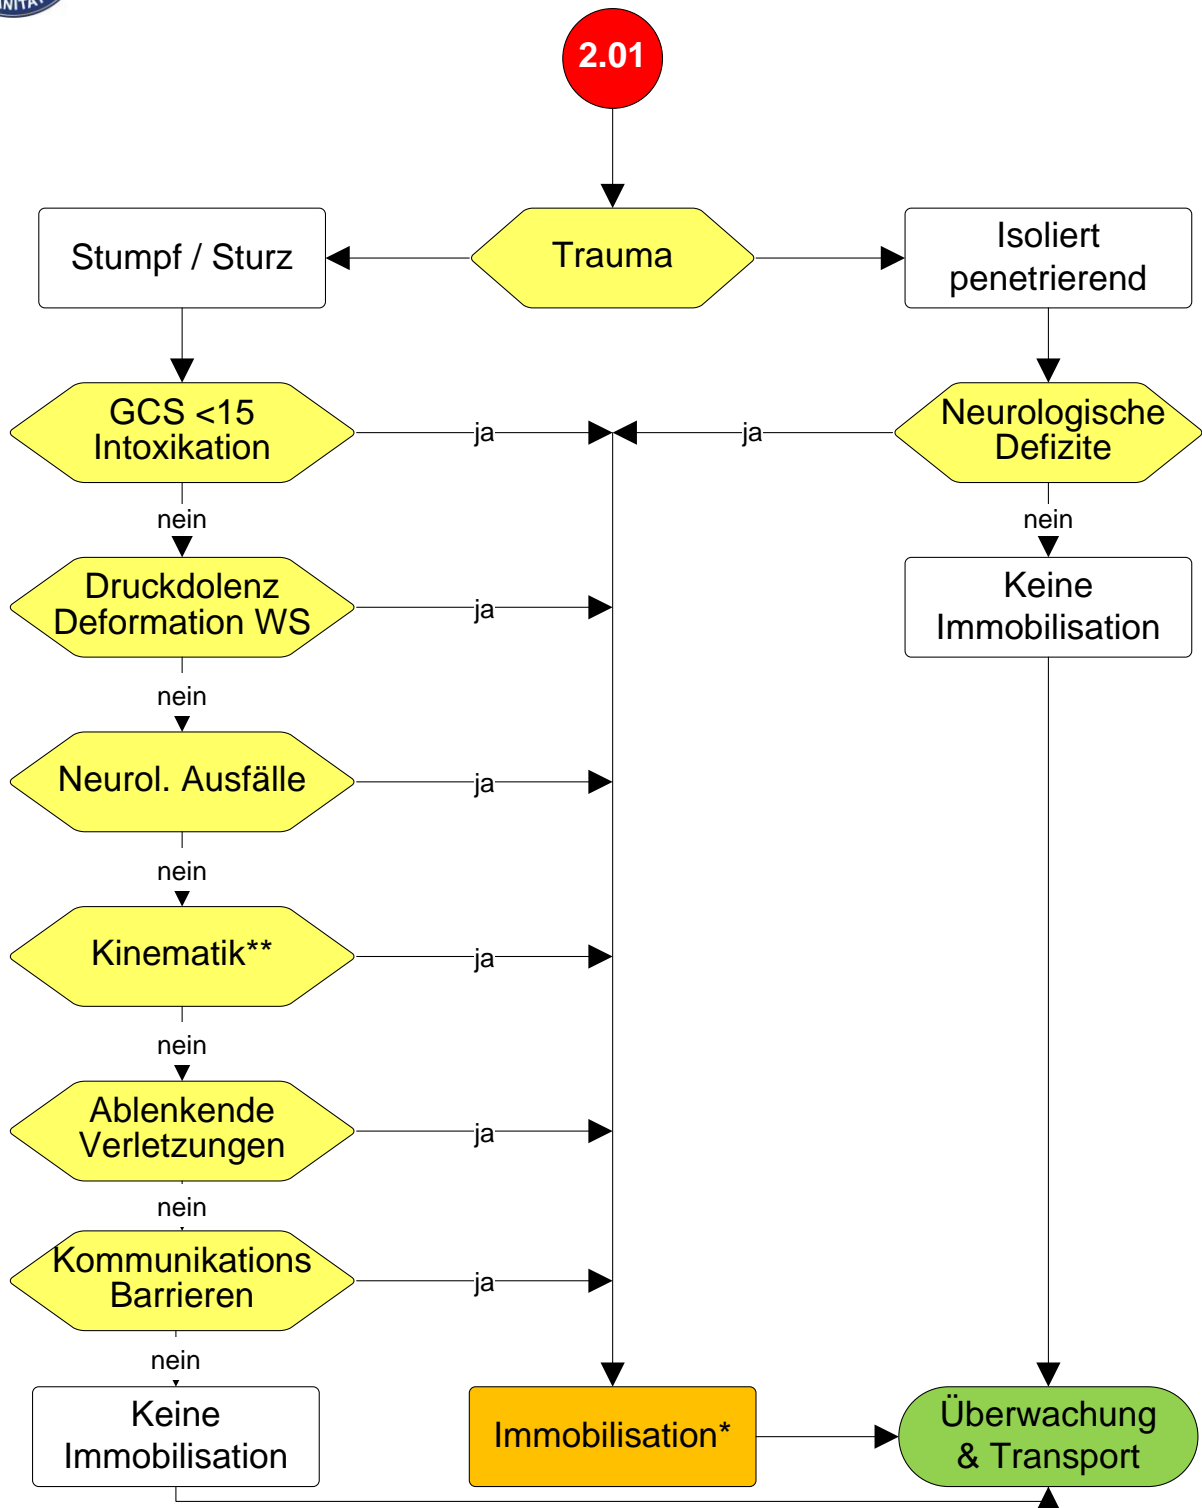 2.01
Stumpf / Sturz
Trauma
Isoliert
penetrierend
GCS <15
Intoxikation
ja
ja
Neurologische
Defizite
nein
nein
Druckdolenz
Deformation WS
ja
Keine
Immobilisation
nein
Neurol. Ausfälle
ja
nein
Kinematik**
ja
nein
Ablenkende
Verletzungen
ja
nein
Kommunikations
Barrieren
ja
nein
Keine
Immobilisation
Immobilisation*
Überwachung
& Transport